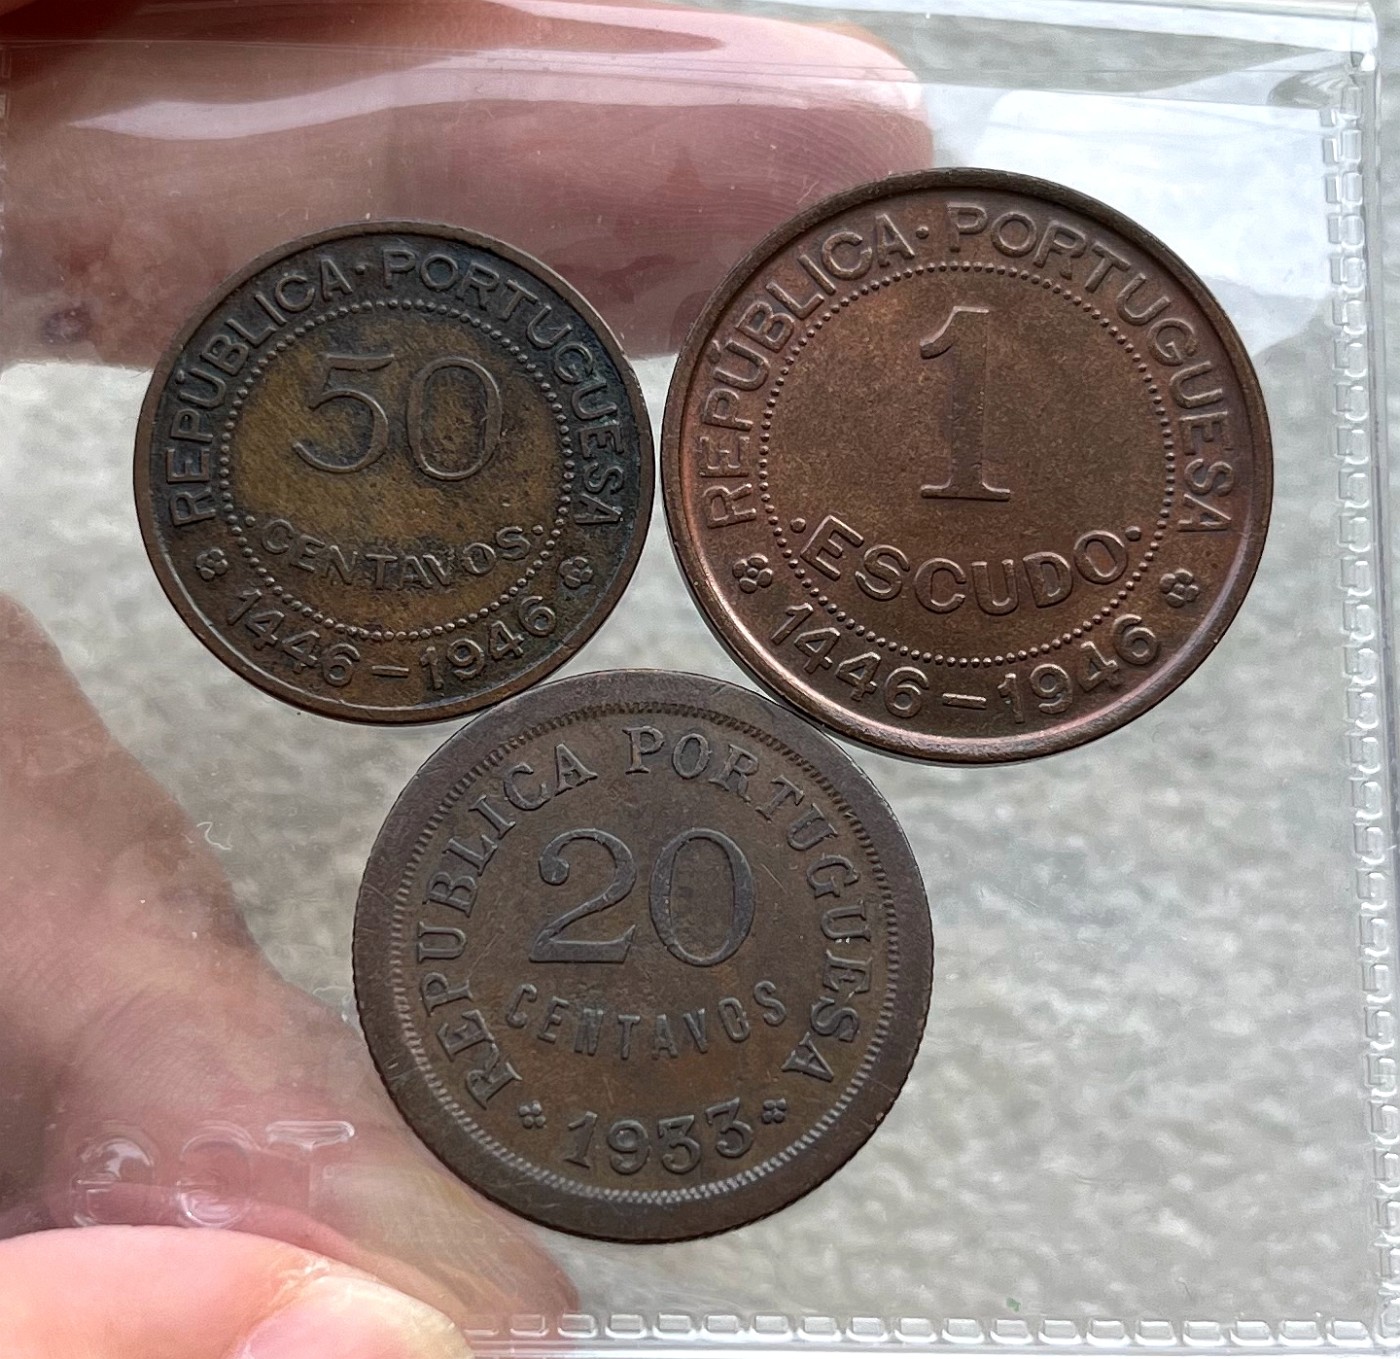 REPÚBLICA · PORTUGUESA
50
· CENTAVOS ·
1446 – 1946
REPÚBLICA · PORTUGUESA
1
· ESCUDO ·
1446 – 1946
REPUBLICA PORTUGUESA
20
CENTAVOS
1933